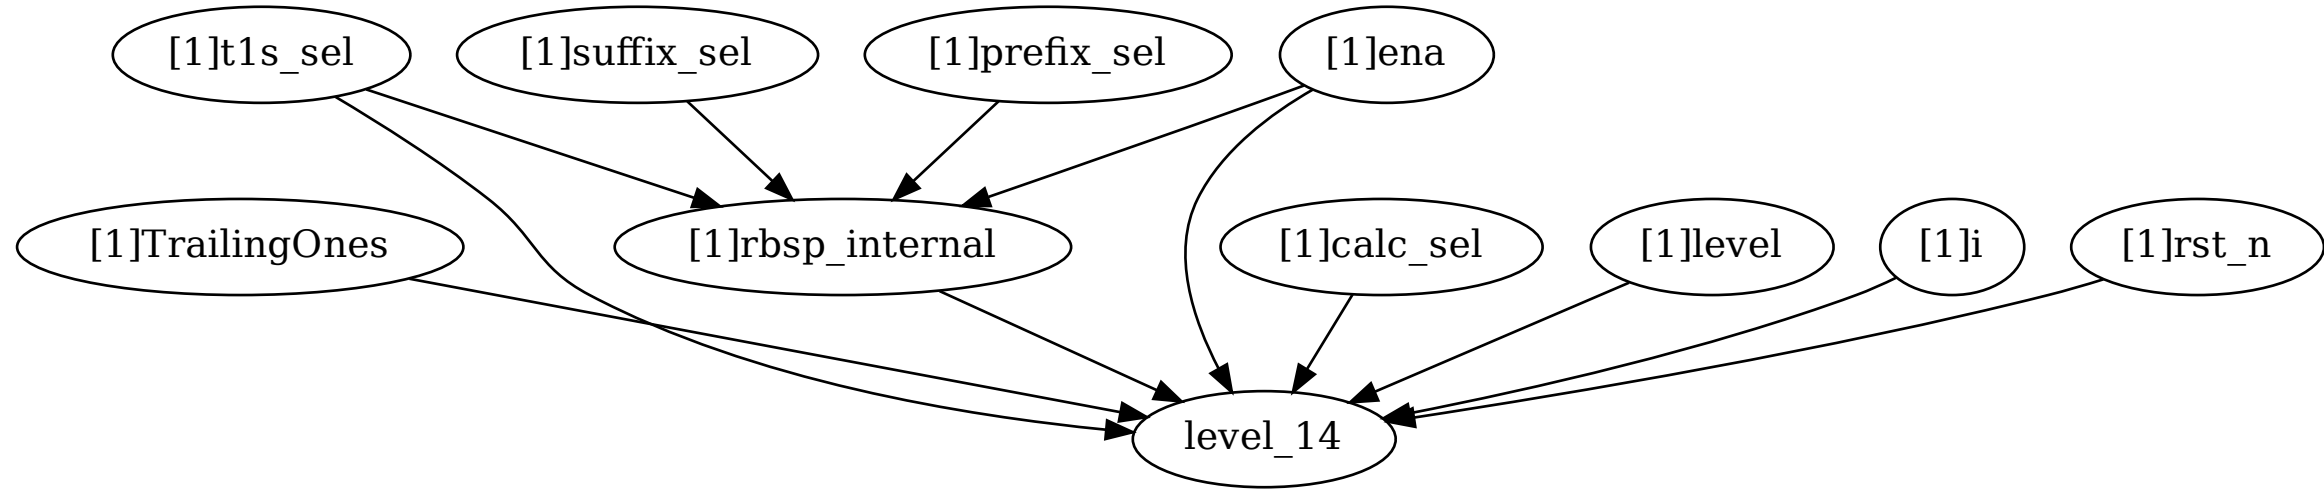 [1]t1s_sel
[1]suffix_sel
[1]prefix_sel
[1]ena
[1]TrailingOnes
[1]rbsp_internal
[1]calc_sel
[1]level
[1]i
[1]rst_n
level_14